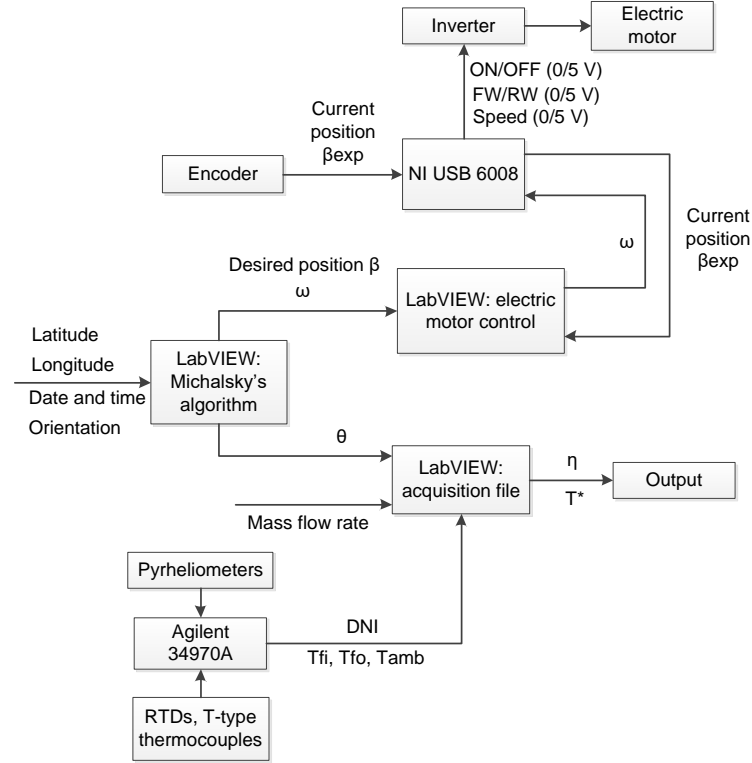 Inverter
Electric
motor
ON/OFF (0/5 V)
FW/RW (0/5 V)
Speed (0/5 V)
Current
position
βexp
Encoder
NI USB 6008
Current
position
βexp
ω
Desired position β
ω
LabVIEW: electric
motor control
Latitude
Longitude
Date and time
Orientation
LabVIEW:
Michalsky's
algorithm
θ
LabVIEW:
acquisition file
η
T*
Output
Mass flow rate
Pyrheliometers
Agilent
34970A
DNI
Tfi, Tfo, Tamb
RTDs, T-type
thermocouples